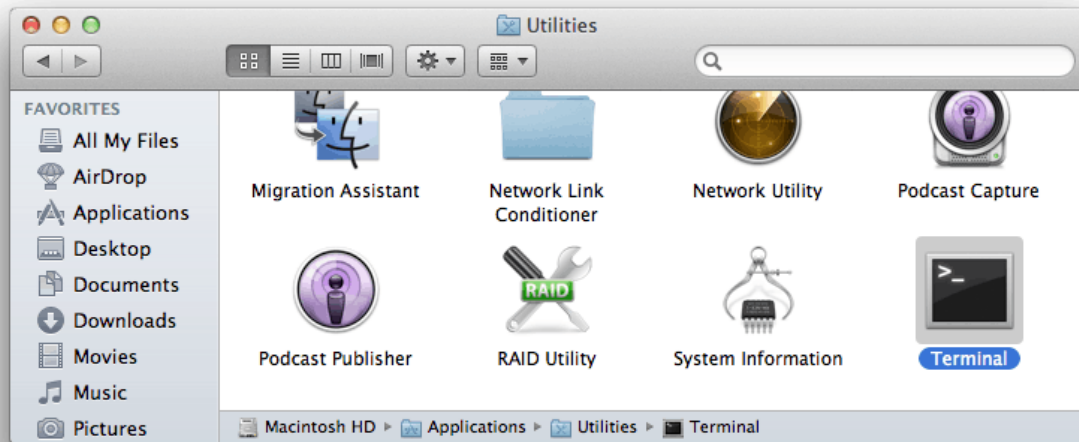 Utilities
FAVORITES
All My Files
AirDrop
Applications
Desktop
Documents
Downloads
Movies
Music
Pictures
Migration Assistant
Network Link
Conditioner
Network Utility
Podcast Capture
Podcast Publisher
RAID
RAID Utility
System Information
>_
Terminal
Macintosh HD ▸ Applications ▸ Utilities ▸ Terminal